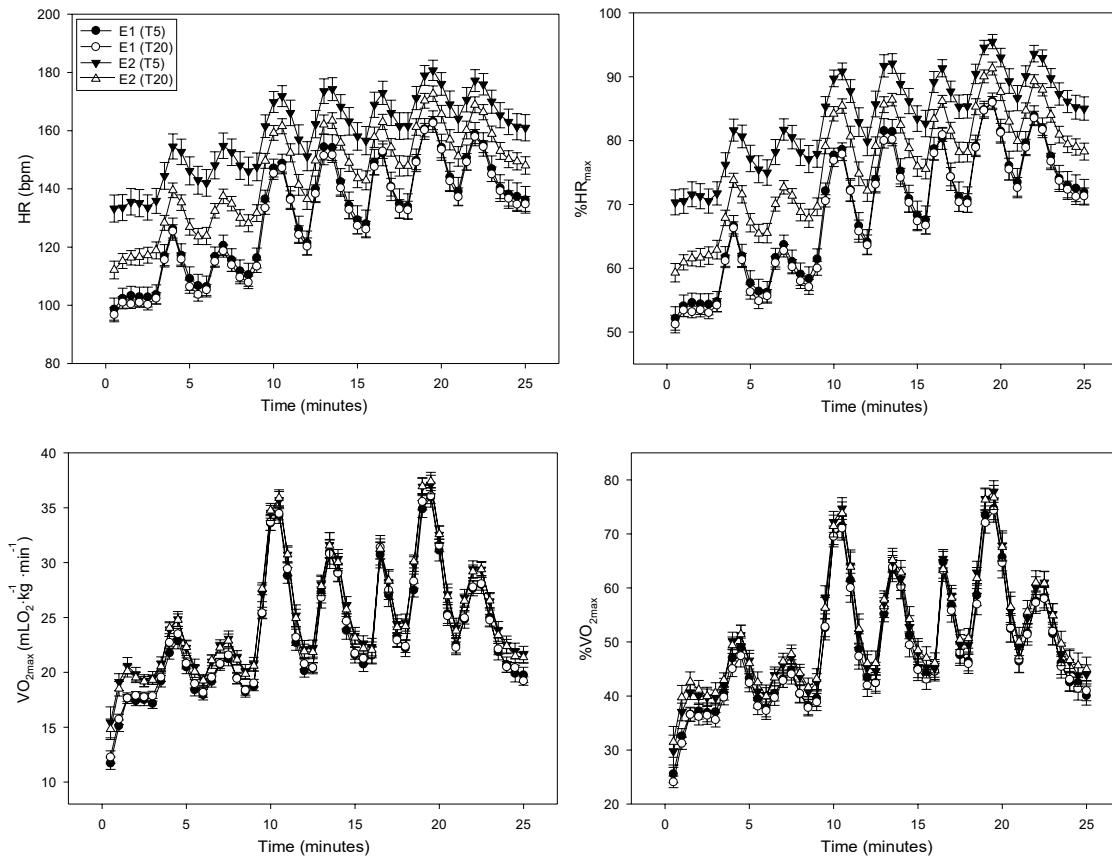 200
180
160
140
120
100
80
HR (bpm)
E1 (T5)
E1 (T20)
E2 (T5)
E2 (T20)
0 5 10 15 20 25
Time (minutes)
100
90
80
70
60
50
%HRmax
0 5 10 15 20 25
Time (minutes)
40
35
30
25
20
15
10
VO2max (mLO2·kg-1·min-1)
0 5 10 15 20 25
Time (minutes)
80
70
60
50
40
30
20
%VO2max
0 5 10 15 20 25
Time (minutes)